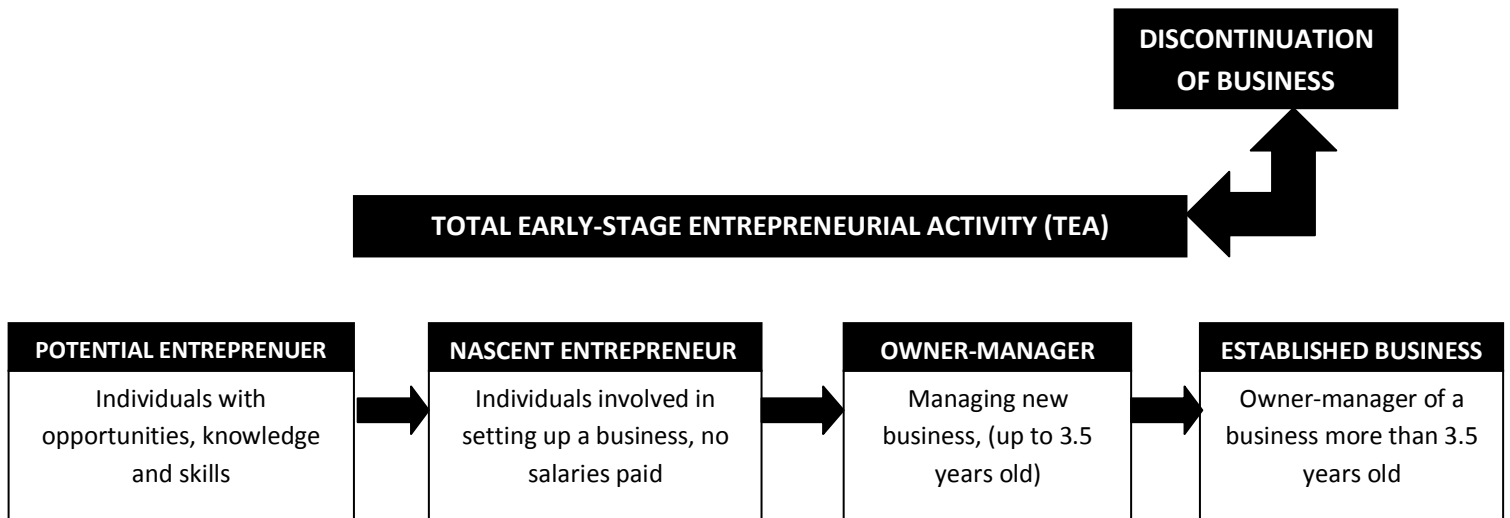 DISCONTINUATION
OF BUSINESS
TOTAL EARLY-STAGE ENTREPRENEURIAL ACTIVITY (TEA)
POTENTIAL ENTREPRENUER
Individuals with
opportunities, knowledge
and skills
NASCENT ENTREPRENEUR
Individuals involved in
setting up a business, no
salaries paid
OWNER-MANAGER
Managing new
business, (up to 3.5
years old)
ESTABLISHED BUSINESS
Owner-manager of a
business more than 3.5
years old